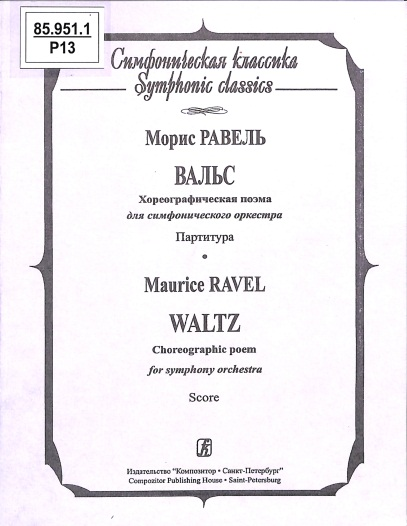 85.951.1
Р13
Симфоническая классика
Symphonic classics
Морис РАВЕЛЬ
ВАЛЬС
Хореографическая поэма
для симфонического оркестра
Партитура
Maurice RAVEL
WALTZ
Choreographic poem
for symphony orchestra
Score
Издательство "Композитор • Санкт-Петербург"
Compozitor Publishing House • Saint-Petersburg